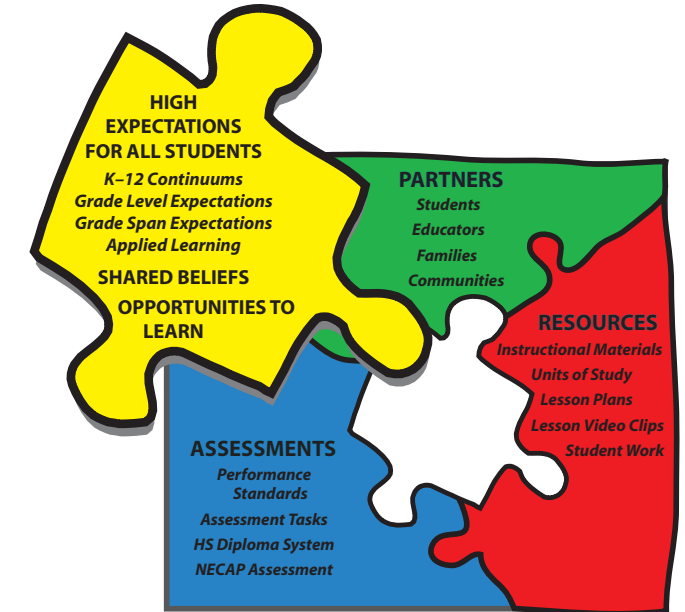 HIGH
EXPECTATIONS
FOR ALL STUDENTS
K–12 Continuums
Grade Level Expectations
Grade Span Expectations
Applied Learning
SHARED BELIEFS
OPPORTUNITIES TO
LEARN
PARTNERS
Students
Educators
Families
Communities
RESOURCES
Instructional Materials
Units of Study
Lesson Plans
Lesson Video Clips
Student Work
ASSESSMENTS
Performance
Standards
Assessment Tasks
HS Diploma System
NECAP Assessment